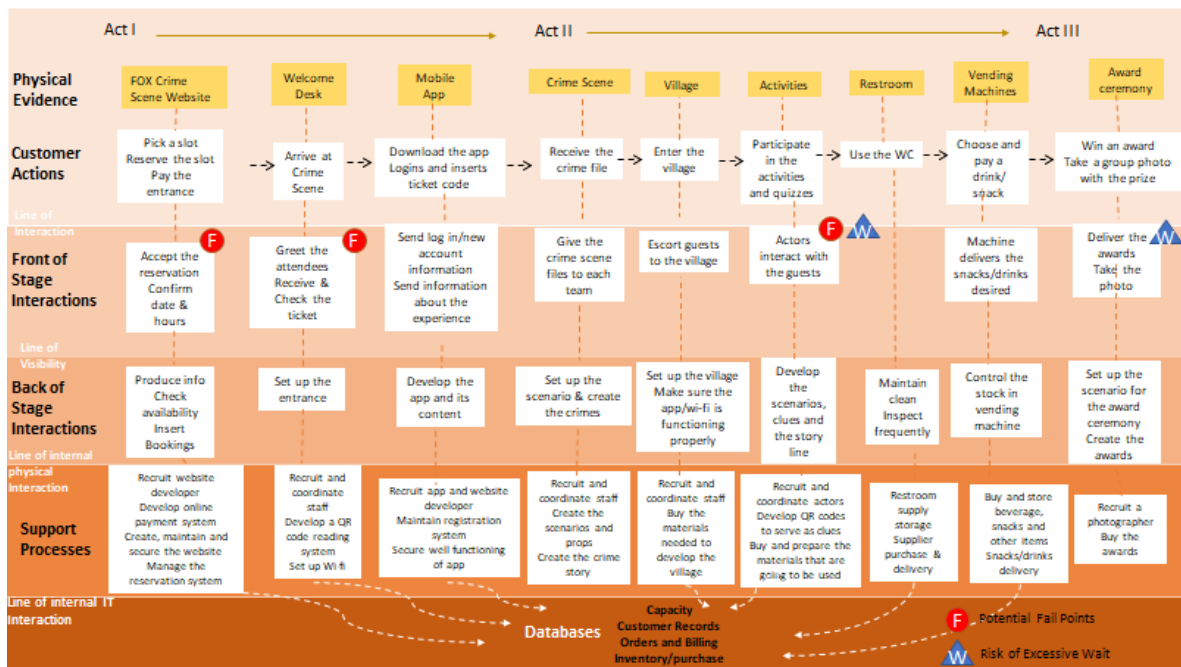 Act I
Act II
Act III
Physical
Evidence
FOX Crime
Scene Website
Welcome
Desk
Mobile
App
Crime Scene
Village
Activities
Restroom
Vending
Machines
Award
ceremony
Customer
Actions
Pick a slot
Reserve the slot
Pay the
entrance
Arrive at
Crime
Scene
Download the app
Logins and inserts
ticket code
Receive the
crime file
Enter the
village
Participate
in the
activities
and quizzes
Use the WC
Choose and
pay a
drink/
snack
Win an award
Take a group photo
with the prize
Line of
Interaction
Front of
Stage
Interactions
Accept the
reservation
Confirm
date &
hours
F
Greet the
attendees
Receive &
Check the
ticket
F
Send log in/new
account
information
Send information
about the
experience
Give the
crime scene
files to each
team
Escort guests
to the village
Actors
interact with
the guests
F
W
Machine
delivers the
snacks/drinks
desired
Deliver the
awards
Take the
photo
W
Line of
Visibility
Back of
Stage
Interactions
Produce info
Check
availability
Insert
Bookings
Set up the
entrance
Develop the
app and its
content
Set up the
scenario & create
the crimes
Set up the village
Make sure the
app/wi-fi is
functioning
properly
Develop
the
scenarios,
clues and
the story
line
Maintain
clean
Inspect
frequently
Control the
stock in
vending
machine
Set up the
scenario for
the award
ceremony
Create the
awards
Line of internal
physical
Interaction
Support
Processes
Recruit website
developer
Develop online
payment system
Create, maintain and
secure the website
Manage the
reservation system
Recruit and
coordinate
staff
Develop a QR
code reading
system
Set up Wi fi
Recruit app and website
developer
Maintain registration
system
Secure well functioning
of app
Recruit and
coordinate staff
Create the
scenarios and
props
Create the crime
story
Recruit and
coordinate staff
Buy the
materials
needed to
develop the
village
Recruit and
coordinate actors
Develop QR codes
to serve as clues
Buy and prepare the
materials that are
going to be used
Restroom
supply
storage
Supplier
purchase &
delivery
Buy and store
beverage,
snacks and
other items
Snacks/drinks
delivery
Recruit a
photographer
Buy the awards
Line of internal IT
Interaction
Databases
Capacity
Customer Records
Orders and Billing
Inventory/purchase
F
Potential Fail Points
W
Risk of Excessive Wait